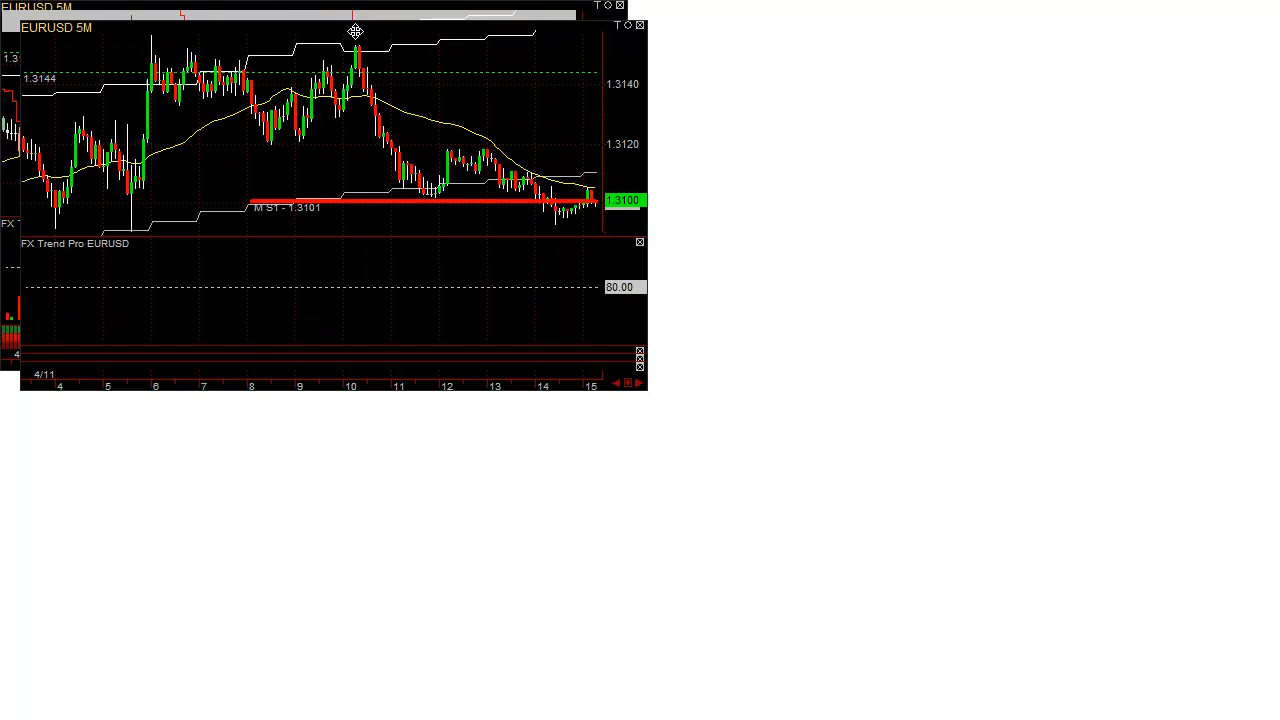 EURUSD 5M
EURUSD 5M
1.3144
1.3140
1.3120
1.3100
M S1 - 1.3101
FX T
FX Trend Pro EURUSD
80.00
4/11
4 5 6 7 8 9 10 11 12 13 14 15